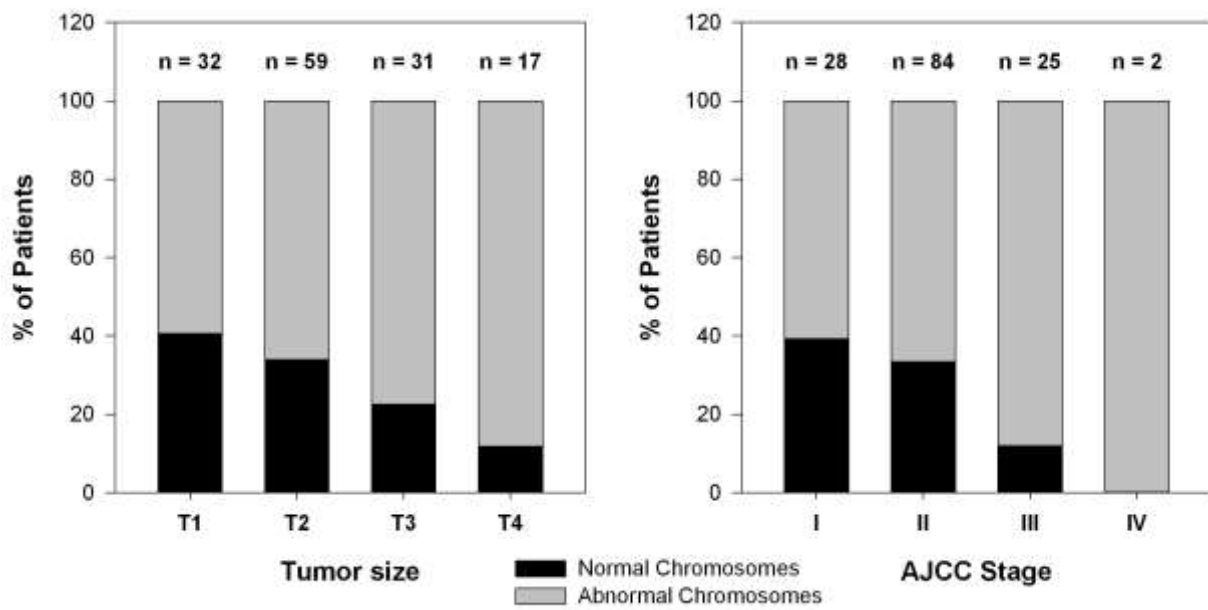 120
n = 32 n = 59 n = 31 n = 17
100
80
60
40
20
0
% of Patients
T1 T2 T3 T4
Tumor size
120
n = 28 n = 84 n = 25 n = 2
100
80
60
40
20
0
% of Patients
I II III IV
AJCC Stage
Normal Chromosomes
Abnormal Chromosomes